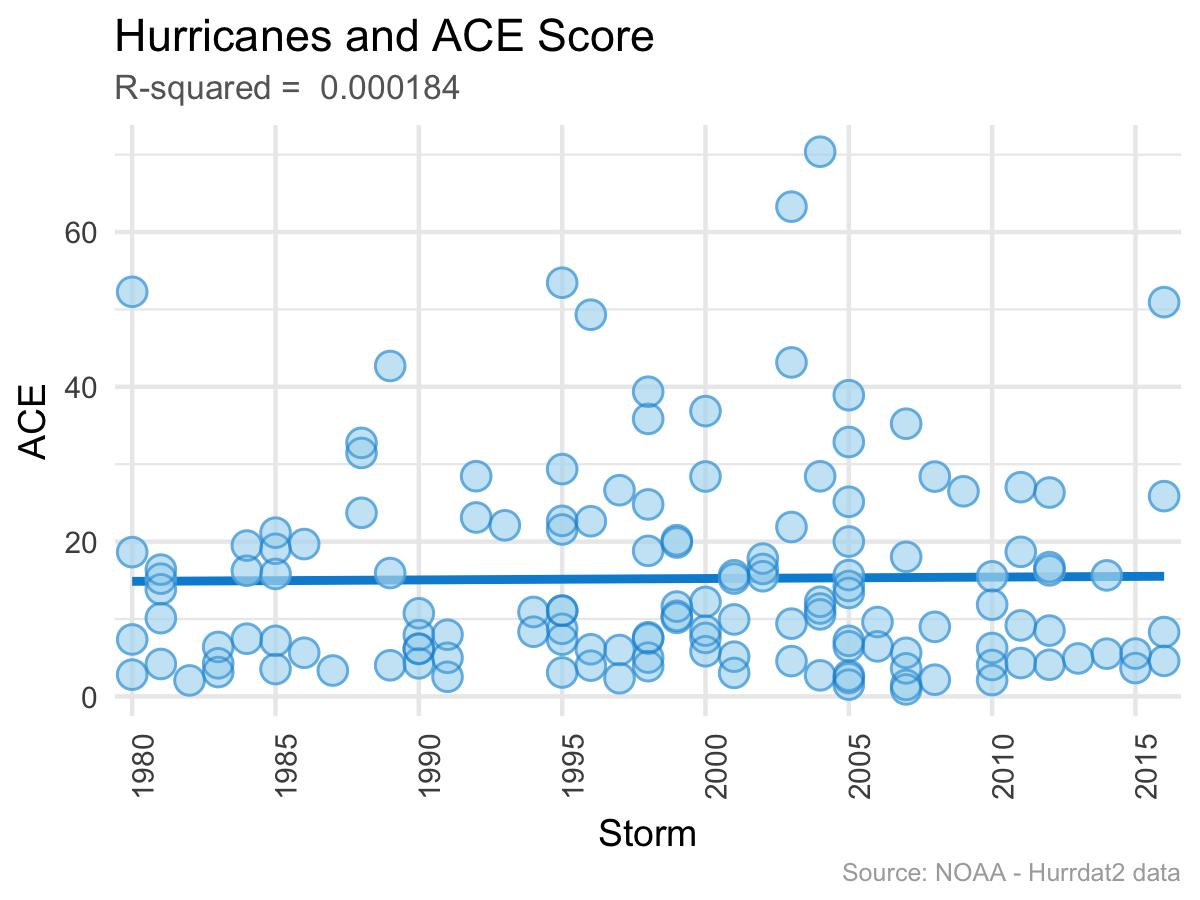 Hurricanes and ACE Score
R-squared =  0.000184
ACE
60
40
20
0
1980
1985
1990
1995
2000
2005
2010
2015
Storm
Source: NOAA - Hurrdat2 data